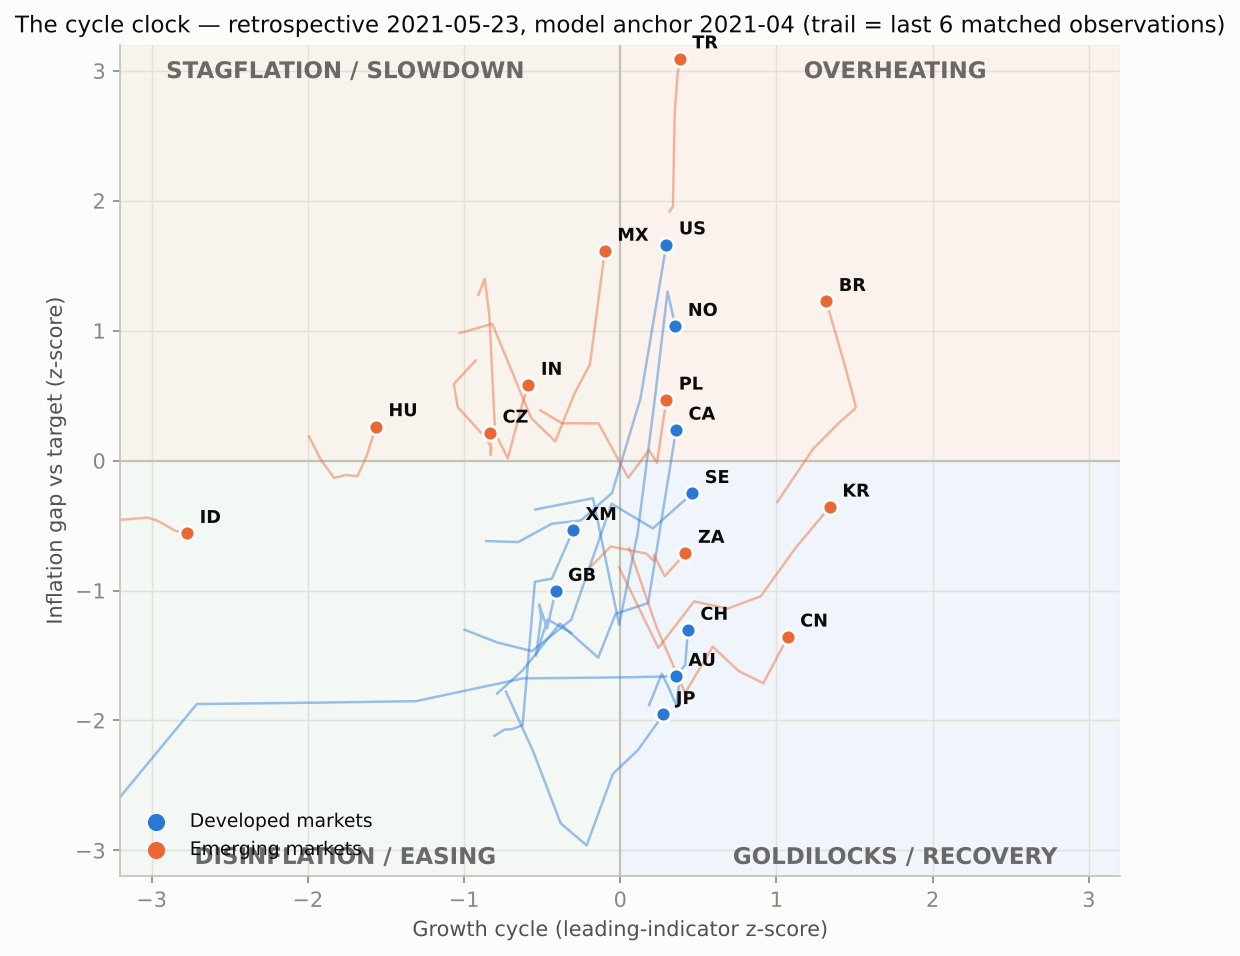 The cycle clock — retrospective 2021-05-23, model anchor 2021-04 (trail = last 6 matched observations)
TR
STAGFLATION / SLOWDOWN
OVERHEATING
US
MX
BR
NO
IN
PL
HU
CZ
CA
SE
KR
ID
XM
ZA
GB
CH
CN
AU
JP
Developed markets
Emerging markets
DISINFLATION / EASING
GOLDILOCKS / RECOVERY
3
2
1
0
−1
−2
−3
−3
−2
−1
0
1
2
3
Inflation gap vs target (z-score)
Growth cycle (leading-indicator z-score)